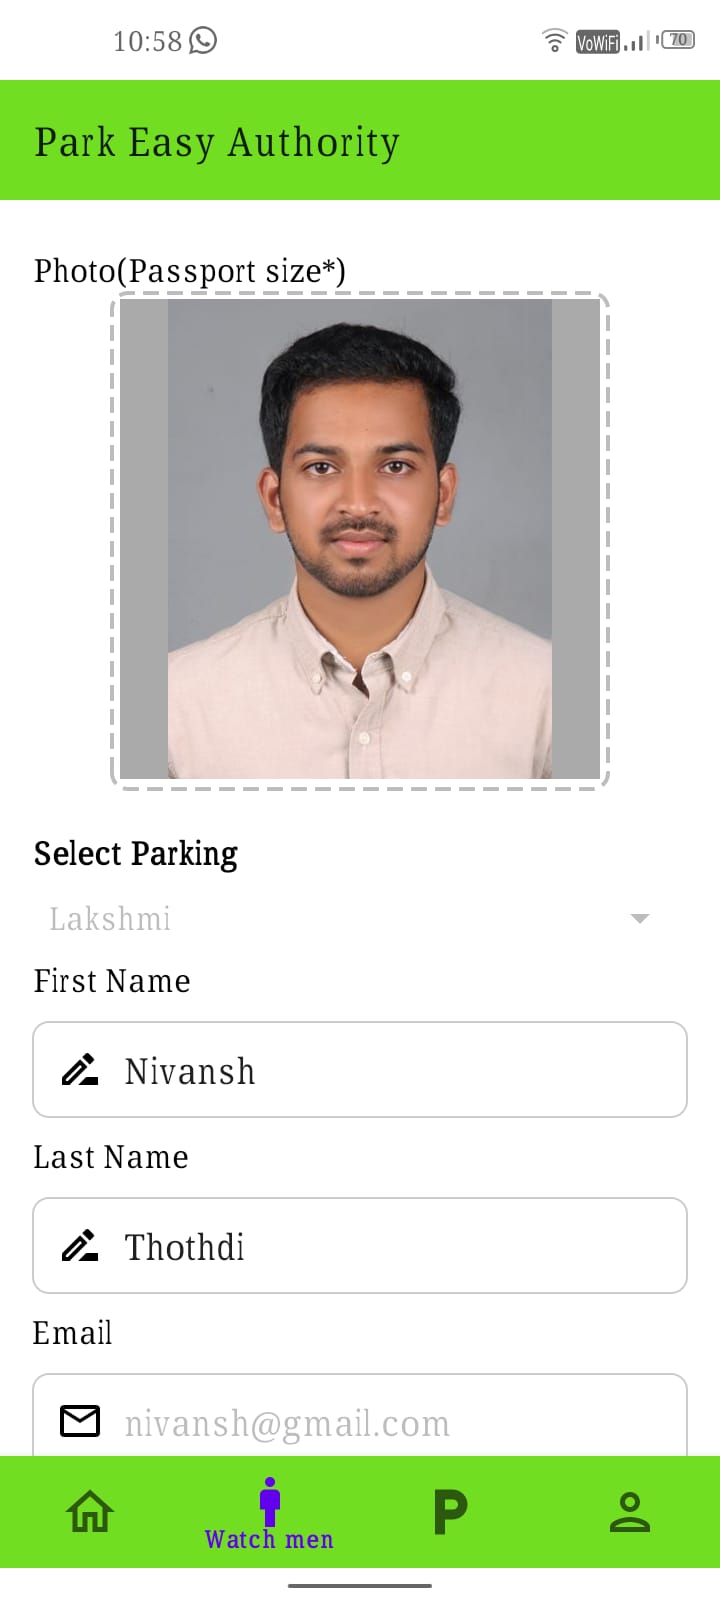 10:58 VoWiFi 70
Park Easy Authority
Photo(Passport size*)
Select Parking
Lakshmi
First Name
Nivansh
Last Name
Thothdi
Email
nivansh@gmail.com
P
Watch men